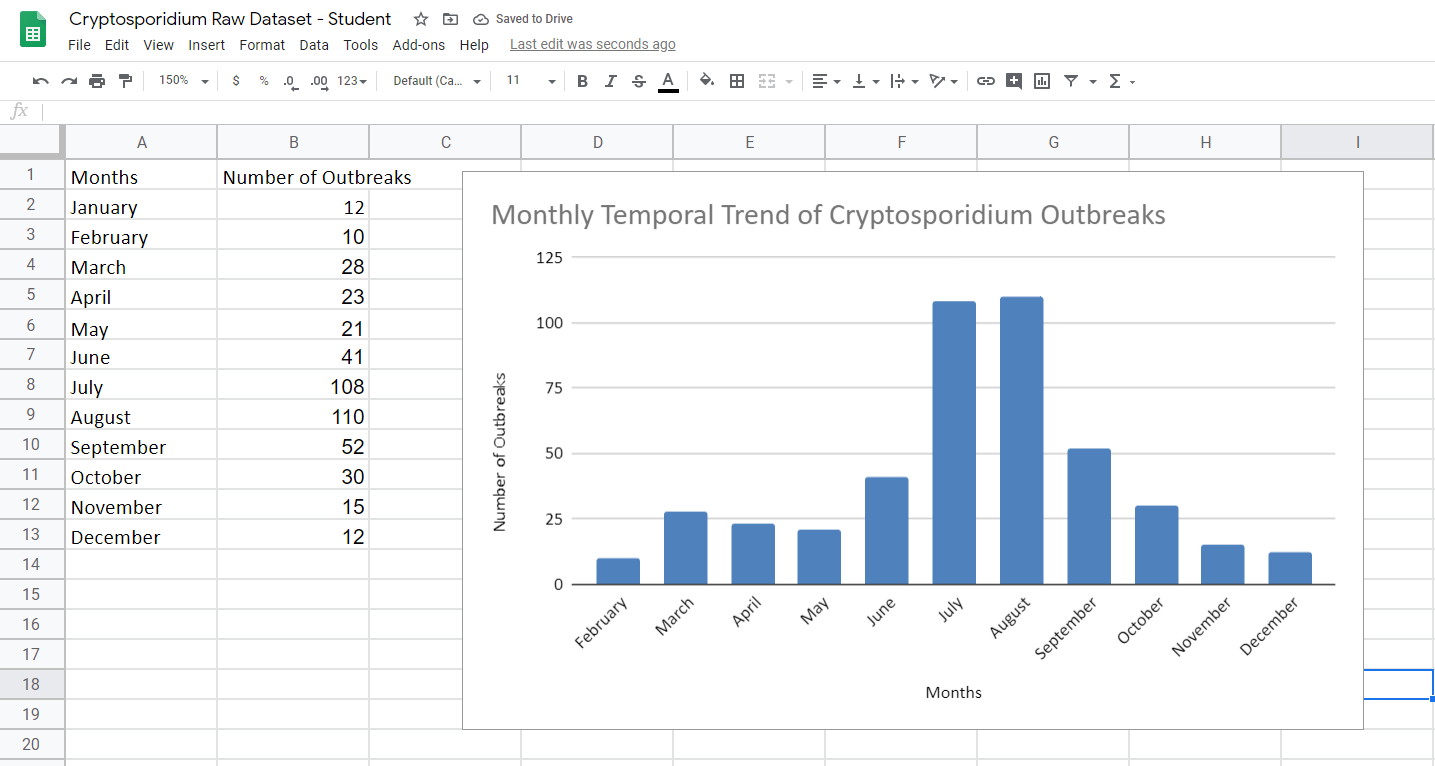 Cryptosporidium Raw Dataset - Student Saved to Drive
File Edit View Insert Format Data Tools Add-ons Help Last edit was seconds ago
150% $ % .0 .00 123 Default (Ca... 11 B I S A Σ
fx
A B C D E F G H I
1 Months Number of Outbreaks
2 January 12
3 February 10
4 March 28
5 April 23
6 May 21
7 June 41
8 July 108
9 August 110
10 September 52
11 October 30
12 November 15
13 December 12
14
15
16
17
18
19
20
Monthly Temporal Trend of Cryptosporidium Outbreaks
125
100
75
50
25
0
Number of Outbreaks
February March April May June July August September October November December
Months